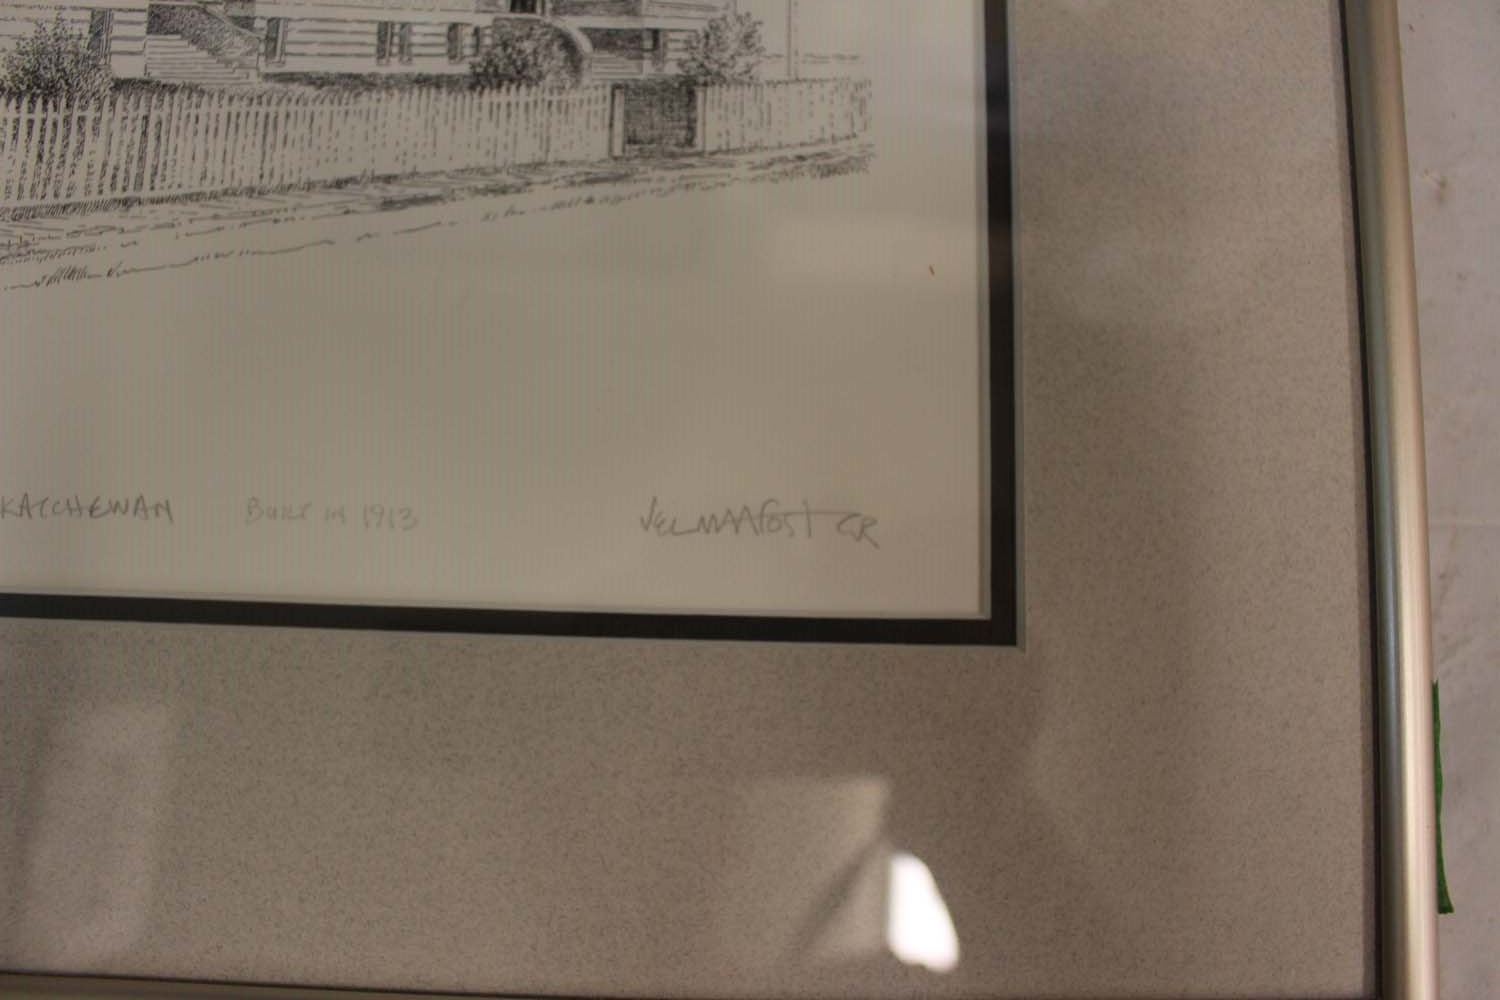 KATCHEWAN BUILT IN 1913 VELMA FOSTER